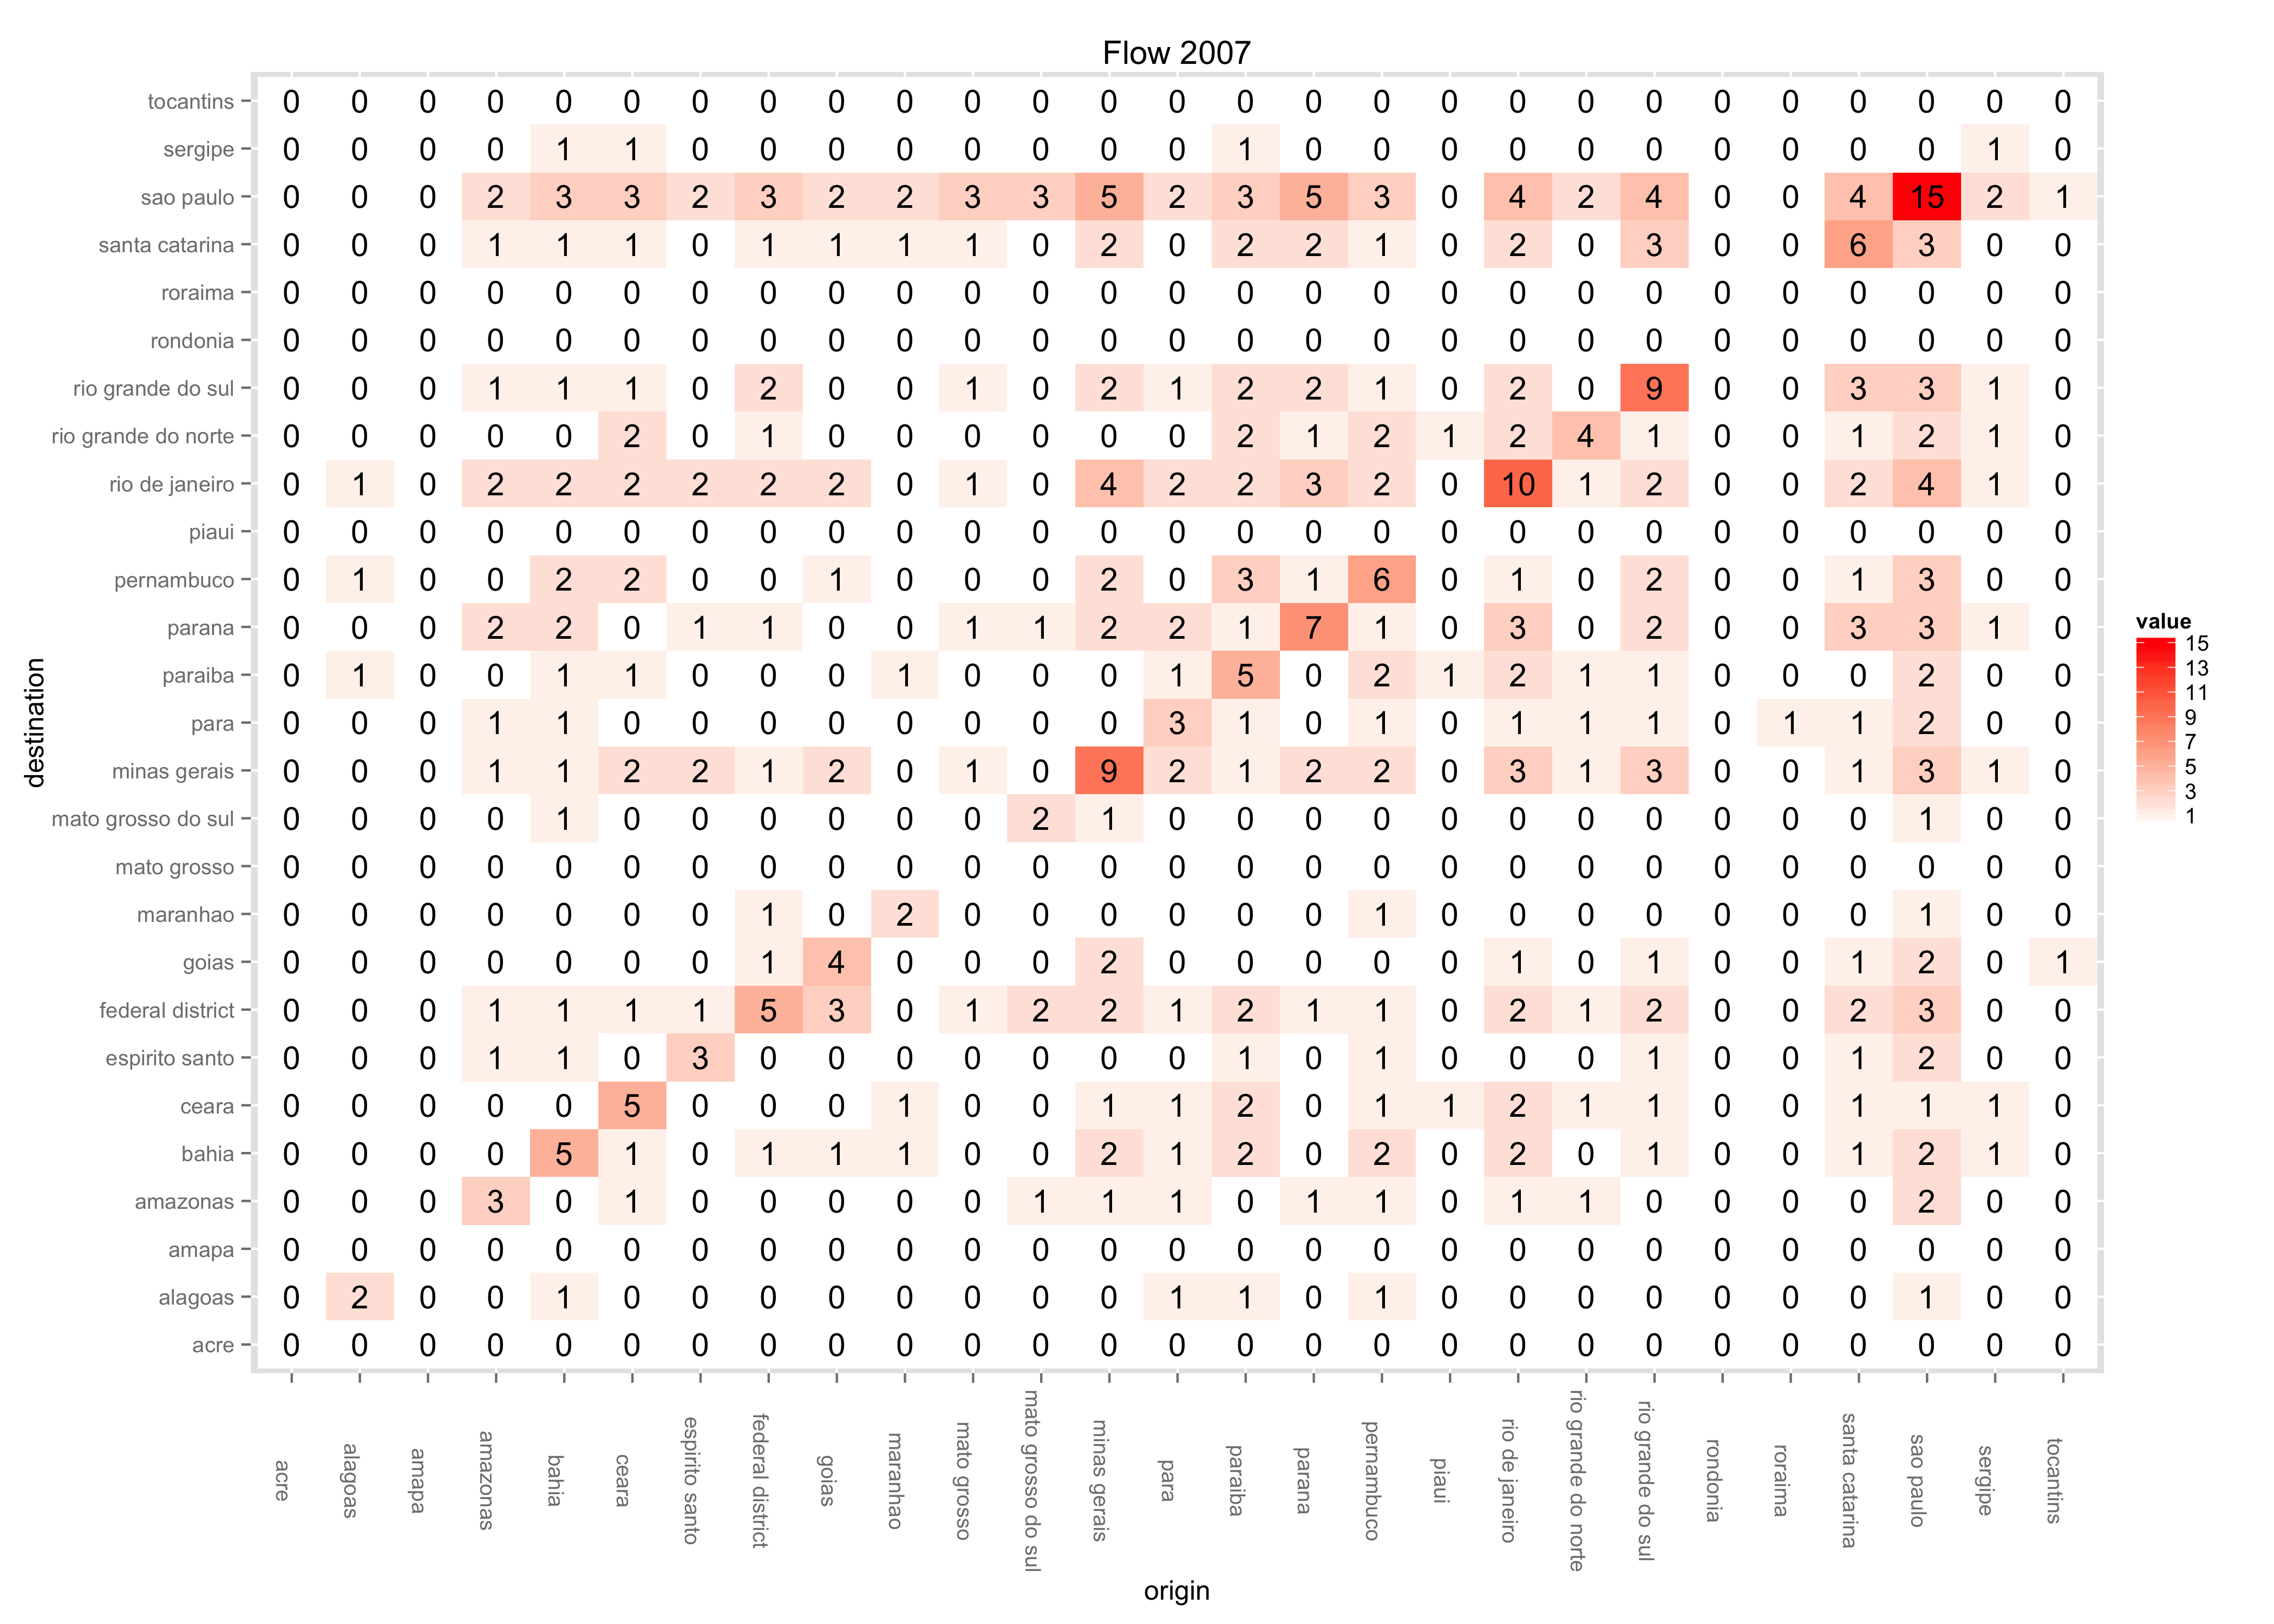 Flow 2007
tocantins 0 0 0 0 0 0 0 0 0 0 0 0 0 0 0 0 0 0 0 0 0 0 0 0 0 0 0
sergipe 0 0 0 0 1 1 0 0 0 0 0 0 0 0 1 0 0 0 0 0 0 0 0 0 0 1 0
sao paulo 0 0 0 2 3 3 2 3 2 2 3 3 5 2 3 5 3 0 4 2 4 0 0 4 15 2 1
santa catarina 0 0 0 1 1 1 0 1 1 1 1 0 2 0 2 2 1 0 2 0 3 0 0 6 3 0 0
roraima 0 0 0 0 0 0 0 0 0 0 0 0 0 0 0 0 0 0 0 0 0 0 0 0 0 0 0
rondonia 0 0 0 0 0 0 0 0 0 0 0 0 0 0 0 0 0 0 0 0 0 0 0 0 0 0 0
rio grande do sul 0 0 0 1 1 1 0 2 0 0 1 0 2 1 2 2 1 0 2 0 9 0 0 3 3 1 0
rio grande do norte 0 0 0 0 0 2 0 1 0 0 0 0 0 0 2 1 2 1 2 4 1 0 0 1 2 1 0
rio de janeiro 0 1 0 2 2 2 2 2 2 0 1 0 4 2 2 3 2 0 10 1 2 0 0 2 4 1 0
piaui 0 0 0 0 0 0 0 0 0 0 0 0 0 0 0 0 0 0 0 0 0 0 0 0 0 0 0
pernambuco 0 1 0 0 2 2 0 0 1 0 0 0 2 0 3 1 6 0 1 0 2 0 0 1 3 0 0
parana 0 0 0 2 2 0 1 1 0 0 1 1 2 2 1 7 1 0 3 0 2 0 0 3 3 1 0
paraiba 0 1 0 0 1 1 0 0 0 1 0 0 0 1 5 0 2 1 2 1 1 0 0 0 2 0 0
para 0 0 0 1 1 0 0 0 0 0 0 0 0 3 1 0 1 0 1 1 1 0 1 1 2 0 0
minas gerais 0 0 0 1 1 2 2 1 2 0 1 0 9 2 1 2 2 0 3 1 3 0 0 1 3 1 0
mato grosso do sul 0 0 0 0 1 0 0 0 0 0 0 2 1 0 0 0 0 0 0 0 0 0 0 0 1 0 0
mato grosso 0 0 0 0 0 0 0 0 0 0 0 0 0 0 0 0 0 0 0 0 0 0 0 0 0 0 0
maranhao 0 0 0 0 0 0 0 1 0 2 0 0 0 0 0 0 1 0 0 0 0 0 0 0 1 0 0
goias 0 0 0 0 0 0 0 1 4 0 0 0 2 0 0 0 0 0 1 0 1 0 0 1 2 0 1
federal district 0 0 0 1 1 1 1 5 3 0 1 2 2 1 2 1 1 0 2 1 2 0 0 2 3 0 0
espirito santo 0 0 0 1 1 0 3 0 0 0 0 0 0 0 1 0 1 0 0 0 1 0 0 1 2 0 0
ceara 0 0 0 0 0 5 0 0 0 1 0 0 1 1 2 0 1 1 2 1 1 0 0 1 1 1 0
bahia 0 0 0 0 5 1 0 1 1 1 0 0 2 1 2 0 2 0 2 0 1 0 0 1 2 1 0
amazonas 0 0 0 3 0 1 0 0 0 0 0 1 1 1 0 1 1 0 1 1 0 0 0 0 2 0 0
amapa 0 0 0 0 0 0 0 0 0 0 0 0 0 0 0 0 0 0 0 0 0 0 0 0 0 0 0
alagoas 0 2 0 0 1 0 0 0 0 0 0 0 0 1 1 0 1 0 0 0 0 0 0 0 1 0 0
acre 0 0 0 0 0 0 0 0 0 0 0 0 0 0 0 0 0 0 0 0 0 0 0 0 0 0 0
destination
acre
alagoas
amapa
amazonas
bahia
ceara
espirito santo
federal district
goias
maranhao
mato grosso
mato grosso do sul
minas gerais
para
paraiba
parana
pernambuco
piaui
rio de janeiro
rio grande do norte
rio grande do sul
rondonia
roraima
santa catarina
sao paulo
sergipe
tocantins
origin
value
15
13
11
9
7
5
3
1